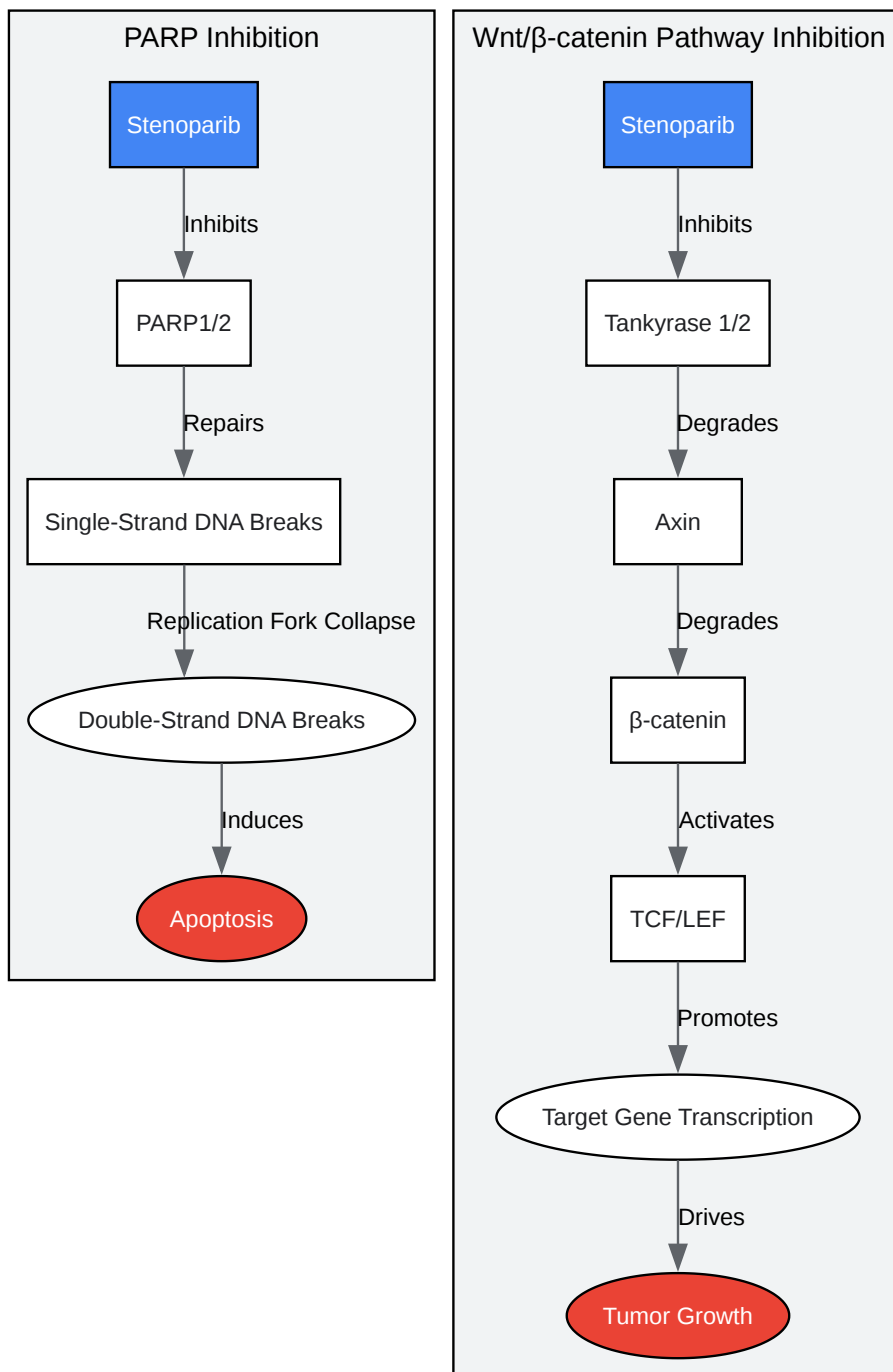 PARP Inhibition
Stenoparib
Inhibits
PARP1/2
Repairs
Single-Strand DNA Breaks
Replication Fork Collapse
Double-Strand DNA Breaks
Induces
Apoptosis
Wnt/β-catenin Pathway Inhibition
Stenoparib
Inhibits
Tankyrase 1/2
Degrades
Axin
Degrades
β-catenin
Activates
TCF/LEF
Promotes
Target Gene Transcription
Drives
Tumor Growth